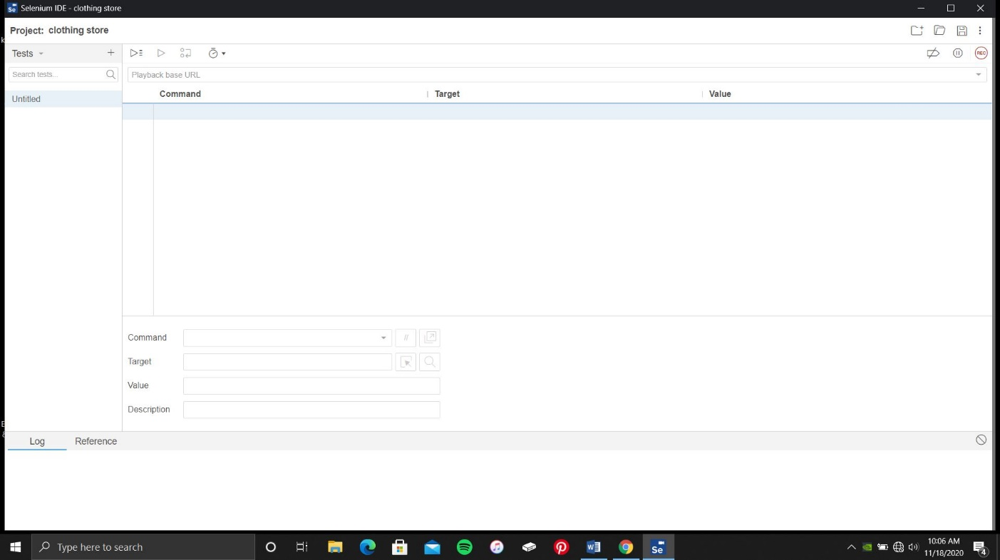 Se Selenium IDE - clothing store
Project: clothing store
Tests
REC
Search tests...
Playback base URL
Command Target Value
Untitled
Command
//
Target
Value
Description
Log Reference
Type here to search
Se
10:06 AM
11/18/2020
4